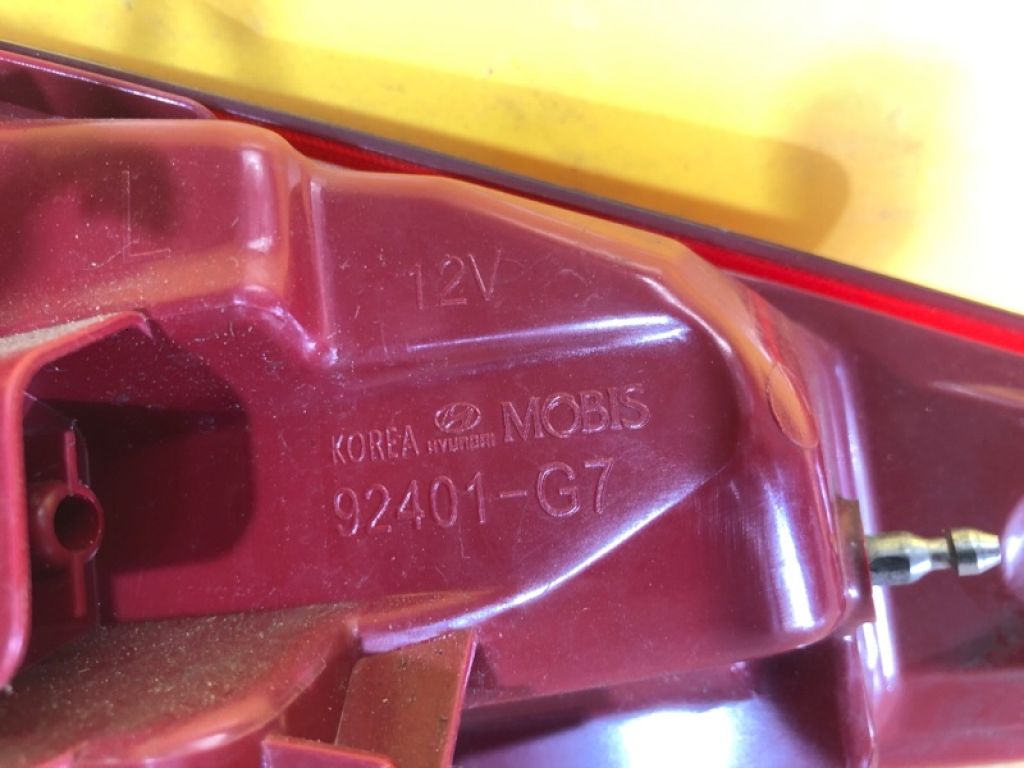 L
12V
KOREA HYUNDAI MOBIS
92401-G7